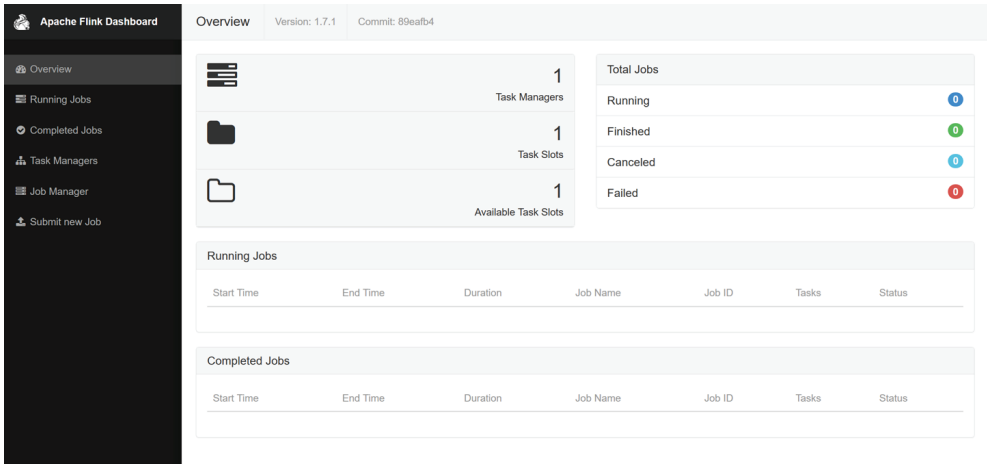 Apache Flink Dashboard
Overview
Running Jobs
Completed Jobs
Task Managers
Job Manager
Submit new Job
Overview Version: 1.7.1 Commit: 89eafb4
1
Task Managers
1
Task Slots
1
Available Task Slots
Total Jobs
Running 0
Finished 0
Canceled 0
Failed 0
Running Jobs
Start Time End Time Duration Job Name Job ID Tasks Status
Completed Jobs
Start Time End Time Duration Job Name Job ID Tasks Status